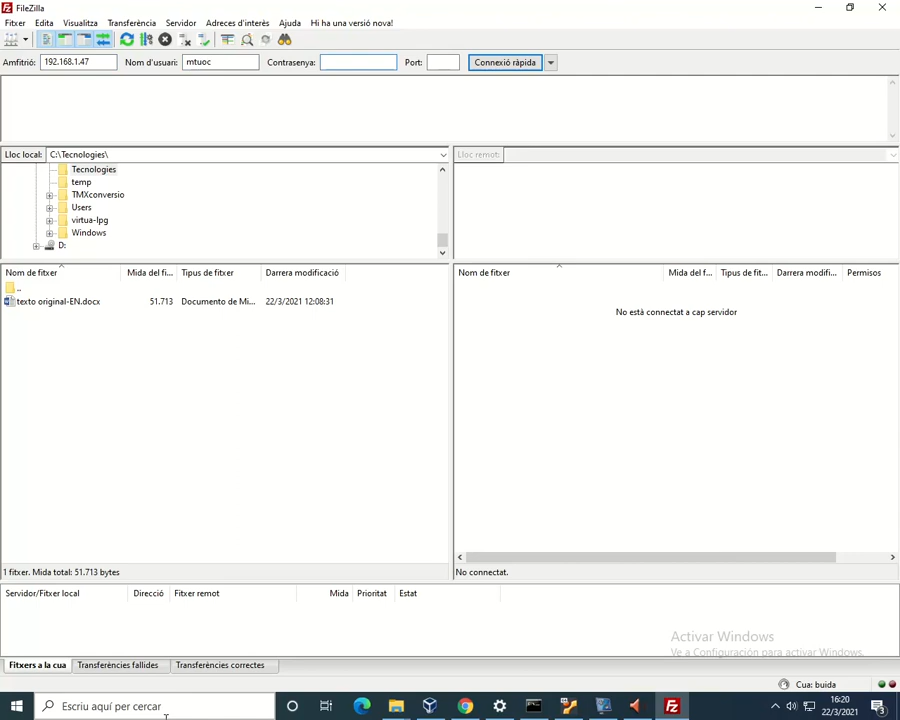 FileZilla
Fitxer Edita Visualitza Transferència Servidor Adreces d'interès Ajuda Hi ha una versió nova!
Amfitrió: 192.168.1.47 Nom d'usuari: mtuoc Contrasenya: Port: Connexió ràpida
Lloc local: C:\Tecnologies\ Lloc remot:
Tecnologies
temp
TMXconversio
Users
virtua-lpg
Windows
D:
Nom de fitxer Mida del fi... Tipus de fitxer Darrera modificació Nom de fitxer Mida del f... Tipus de fit... Darrera modifi... Permisos
..
texto original-EN.docx 51.713 Documento de Mi... 22/3/2021 12:08:31
No està connectat a cap servidor
1 fitxer. Mida total: 51.713 bytes No connectat.
Servidor/Fitxer local Direcció Fitxer remot Mida Prioritat Estat
Activar Windows
Ve a Configuración para activar Windows.
Fitxers a la cua Transferències fallides Transferències correctes
Cua: buida
Escriu aquí per cercar
16:20
22/3/2021
3